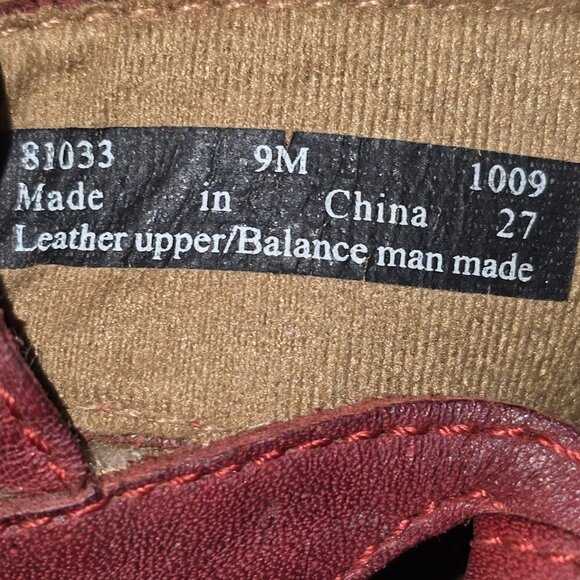 81033 9M 1009
Made in China 27
Leather upper/Balance man made